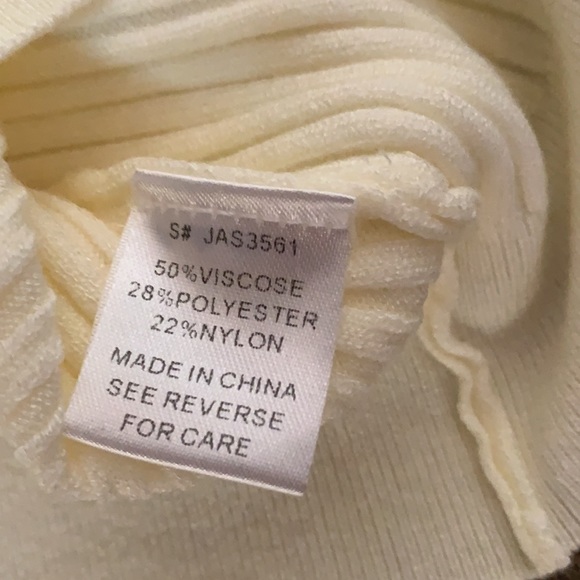 S# JAS3561
50%VISCOSE
28%POLYESTER
22%NYLON
MADE IN CHINA
SEE REVERSE
FOR CARE